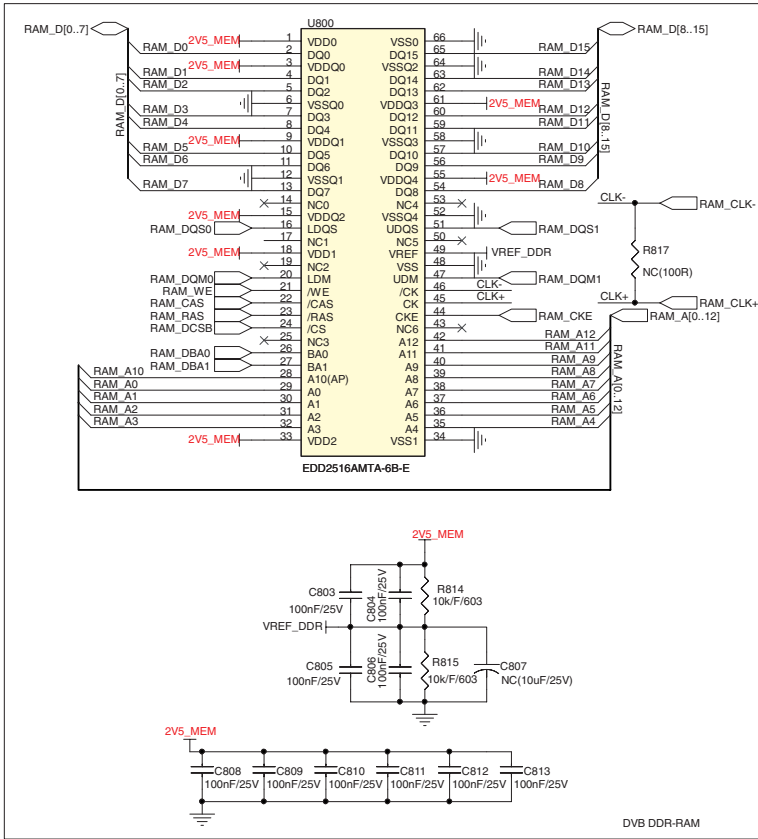 U800
RAM_D[0..7]
RAM_D[8..15]
2V5_MEM 1 VDD0 VSS0 66
RAM_D0 2 DQ0 DQ15 65 RAM_D15
2V5_MEM 3 VDDQ0 VSSQ2 64
RAM_D1 4 DQ1 DQ14 63 RAM_D14
RAM_D2 5 DQ2 DQ13 62 RAM_D13
6 VSSQ0 VDDQ3 61 2V5_MEM
RAM_D3 7 DQ3 DQ12 60 RAM_D12
RAM_D4 8 DQ4 DQ11 59 RAM_D11
2V5_MEM 9 VDDQ1 VSSQ3 58
RAM_D5 10 DQ5 DQ10 57 RAM_D10
RAM_D6 11 DQ6 DQ9 56 RAM_D9
12 VSSQ1 VDDQ4 55 2V5_MEM
RAM_D7 13 DQ7 DQ8 54 RAM_D8
RAM_D[0..7]
RAM_D[8..15]
14 NC0 NC4 53
2V5_MEM 15 VDDQ2 VSSQ4 52
RAM_DQS0 16 LDQS UDQS 51 RAM_DQS1
17 NC1 NC5 50
2V5_MEM 18 VDD1 VREF 49 VREF_DDR
19 NC2 VSS 48
RAM_DQM0 20 LDM UDM 47 RAM_DQM1
RAM_WE 21 /WE /CK 46 CLK-
RAM_CAS 22 /CAS CK 45 CLK+
RAM_RAS 23 /RAS CKE 44 RAM_CKE
RAM_DCSB 24 /CS NC6 43
25 NC3 A12 42 RAM_A12
RAM_DBA0 26 BA0 A11 41 RAM_A11
RAM_DBA1 27 BA1 A9 40 RAM_A9
RAM_A10 28 A10(AP) A8 39 RAM_A8
RAM_A0 29 A0 A7 38 RAM_A7
RAM_A1 30 A1 A6 37 RAM_A6
RAM_A2 31 A2 A5 36 RAM_A5
RAM_A3 32 A3 A4 35 RAM_A4
2V5_MEM 33 VDD2 VSS1 34
EDD2516AMTA-6B-E
CLK- RAM_CLK-
R817
NC(100R)
CLK+ RAM_CLK+
RAM_A[0..12]
RAM_A[0..12]
2V5_MEM
C803
100nF/25V
C804
100nF/25V
R814
10k/F/603
VREF_DDR
C805
100nF/25V
C806
100nF/25V
R815
10k/F/603
C807
NC(10uF/25V)
2V5_MEM
C808 C809 C810 C811 C812 C813
100nF/25V 100nF/25V 100nF/25V 100nF/25V 100nF/25V 100nF/25V
DVB DDR-RAM